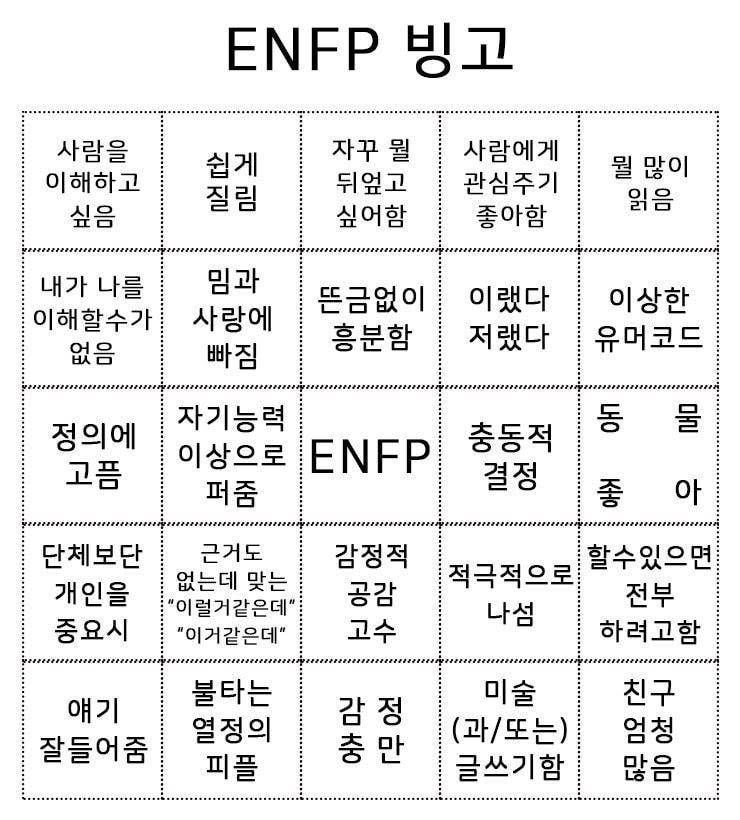 ENFP 빙고
사람을
이해하고
싶음
쉽게
질림
자꾸 뭘
뒤엎고
싶어함
사람에게
관심주기
좋아함
뭘 많이
읽음
내가 나를
이해할수가
없음
밈과
사랑에
빠짐
뜬금없이
흥분함
이랬다
저랬다
이상한
유머코드
정의에
고픔
자기능력
이상으로
퍼줌
ENFP
충동적
결정
동 물
좋 아
단체보단
개인을
중요시
근거도
없는데 맞는
“이럴거같은데”
“이거같은데”
감정적
공감
고수
적극적으로
나섬
할수있으면
전부
하려고함
얘기
잘들어줌
불타는
열정의
피플
감 정
충 만
미술
(과/또는)
글쓰기함
친구
엄청
많음